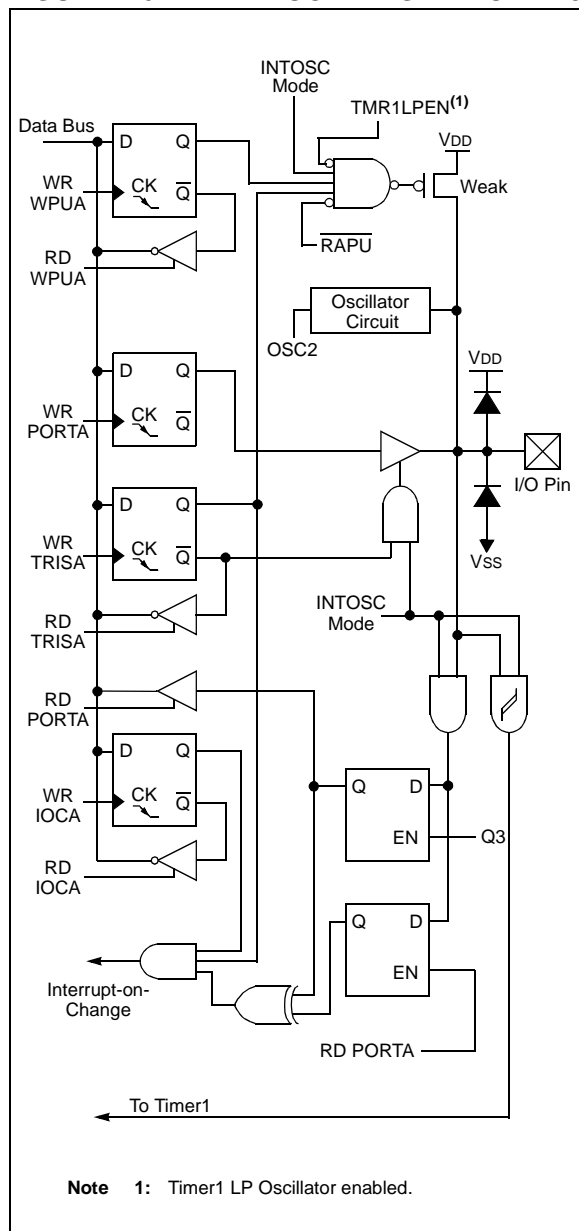 INTOSC
Mode
TMR1LPEN(1)
Data Bus
D Q
VDD
WR
WPUA
CK
Q
Weak
RD
WPUA
RAPU
Oscillator
Circuit
OSC2
D Q
VDD
WR
PORTA
CK
Q
I/O Pin
D Q
WR
TRISA
CK
Q
VSS
INTOSC
Mode
RD
TRISA
RD
PORTA
D Q
WR
IOCA
CK
Q
Q D
EN
Q3
RD
IOCA
Q D
EN
Interrupt-on-
Change
RD PORTA
To Timer1
Note 1: Timer1 LP Oscillator enabled.